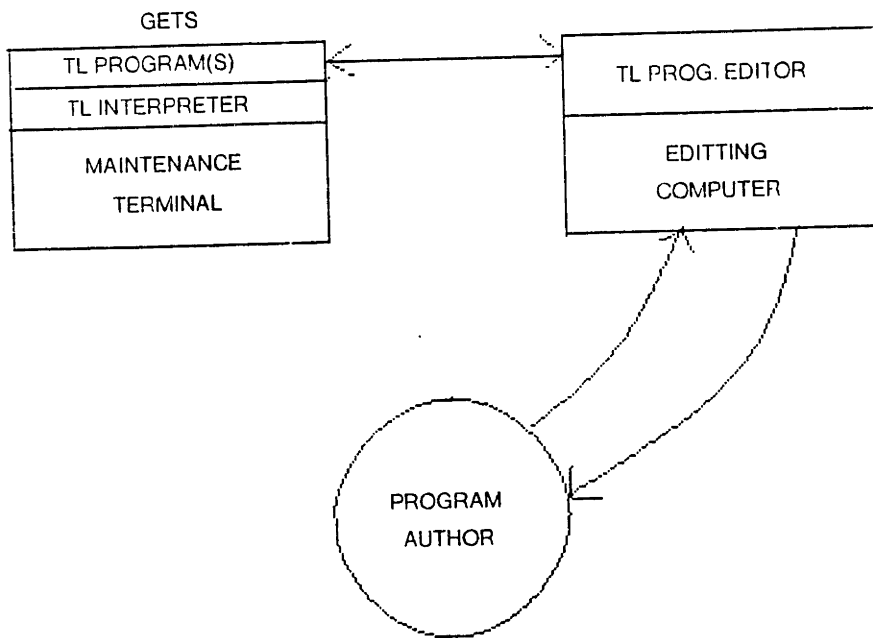 GETS
TL PROGRAM(S)
TL INTERPRETER
MAINTENANCE
TERMINAL
TL PROG. EDITOR
EDITTING
COMPUTER
PROGRAM
AUTHOR